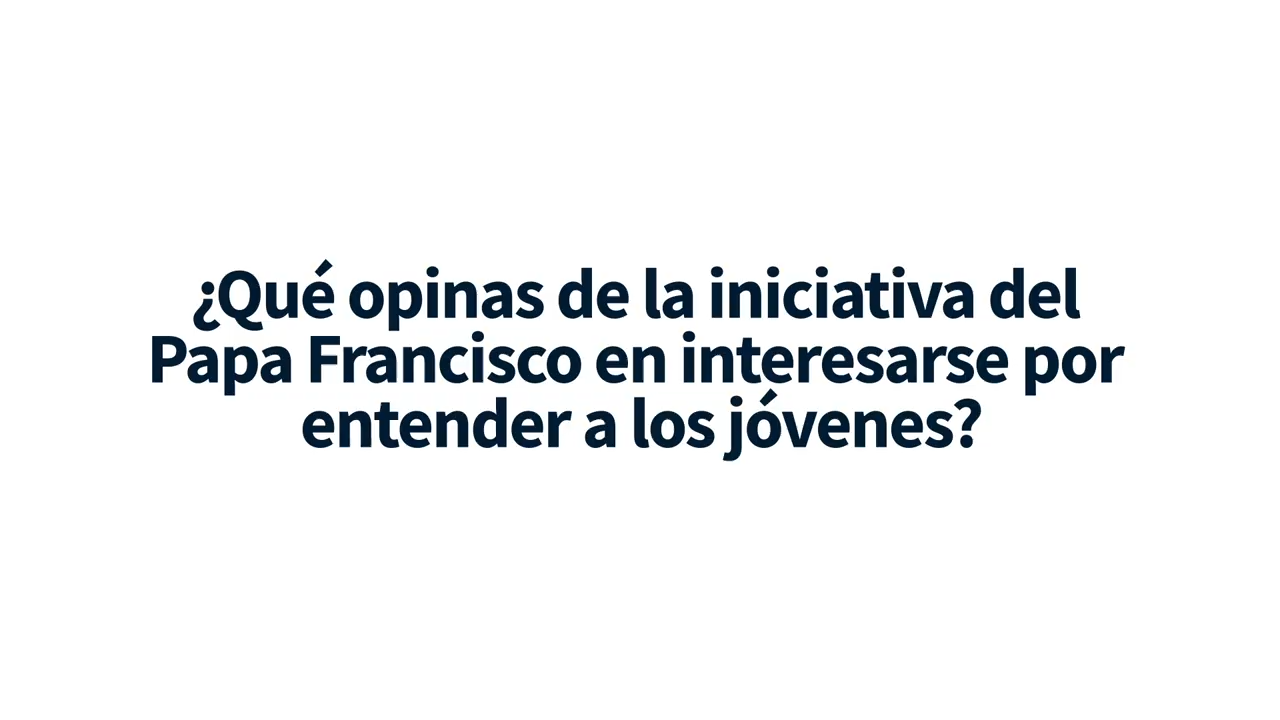 ¿Qué opinas de la iniciativa del
Papa Francisco en interesarse por
entender a los jóvenes?